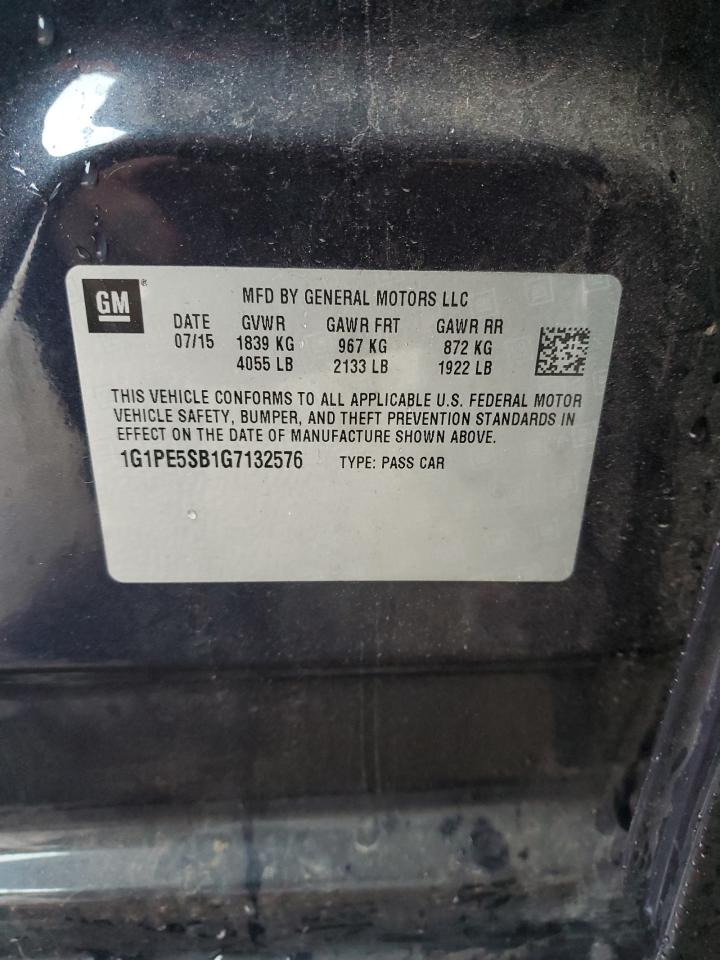 GM ®
MFD BY GENERAL MOTORS LLC
DATE GVWR GAWR FRT GAWR RR
07/15 1839 KG 967 KG 872 KG
4055 LB 2133 LB 1922 LB
THIS VEHICLE CONFORMS TO ALL APPLICABLE U.S. FEDERAL MOTOR
VEHICLE SAFETY, BUMPER, AND THEFT PREVENTION STANDARDS IN
EFFECT ON THE DATE OF MANUFACTURE SHOWN ABOVE.
1G1PE5SB1G7132576 TYPE: PASS CAR